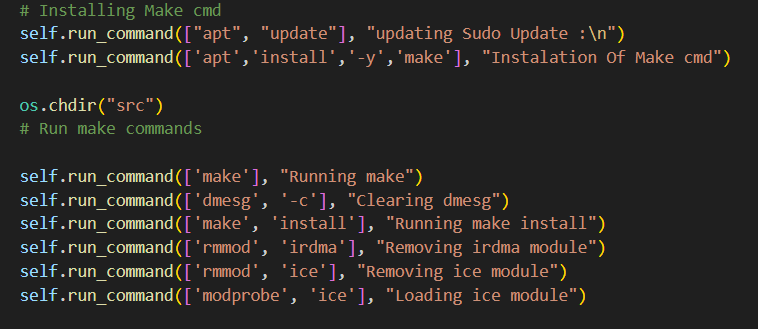 # Installing Make cmd
self.run_command(["apt", "update"], "updating Sudo Update :\n")
self.run_command(['apt','install','-y','make'], "Instalation Of Make cmd")
os.chdir("src")
# Run make commands
self.run_command(['make'], "Running make")
self.run_command(['dmesg', '-c'], "Clearing dmesg")
self.run_command(['make', 'install'], "Running make install")
self.run_command(['rmmod', 'irdma'], "Removing irdma module")
self.run_command(['rmmod', 'ice'], "Removing ice module")
self.run_command(['modprobe', 'ice'], "Loading ice module")